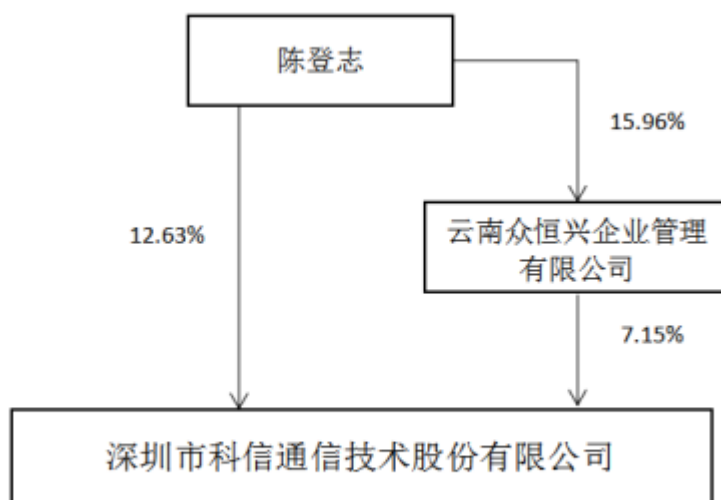 陈登志
15.96%
12.63%
云南众恒兴企业管理
有限公司
7.15%
深圳市科信通信技术股份有限公司